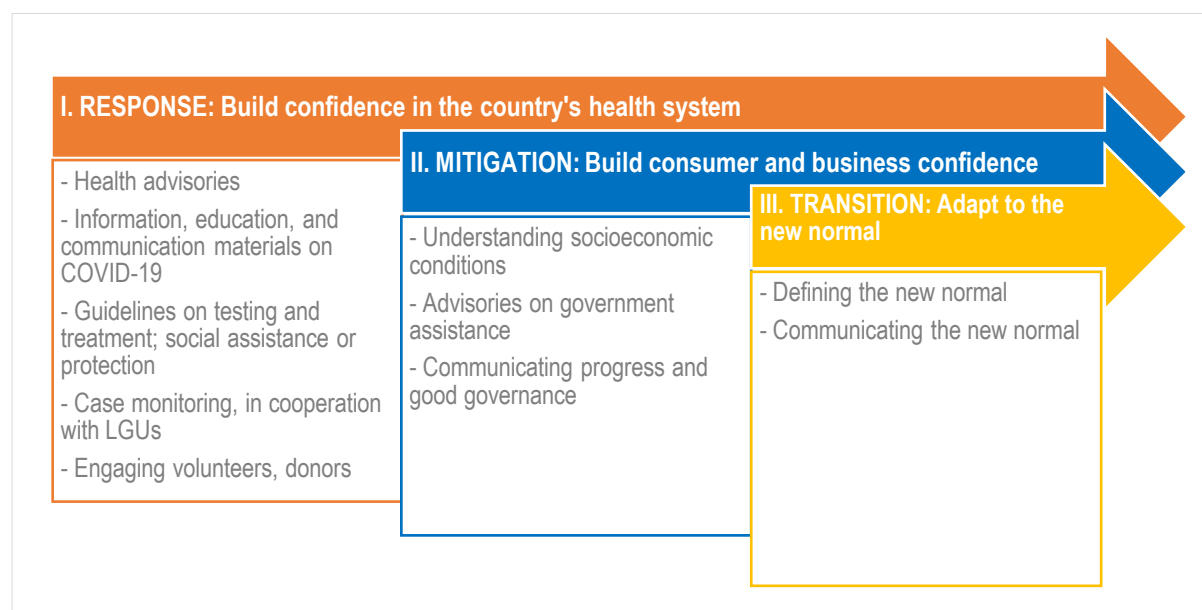 I. RESPONSE: Build confidence in the country's health system
- Health advisories
- Information, education, and
communication materials on
COVID-19
- Guidelines on testing and
treatment; social assistance or
protection
- Case monitoring, in cooperation
with LGUs
- Engaging volunteers, donors
II. MITIGATION: Build consumer and business confidence
- Understanding socioeconomic
conditions
- Advisories on government
assistance
- Communicating progress and
good governance
III. TRANSITION: Adapt to the
new normal
- Defining the new normal
- Communicating the new normal